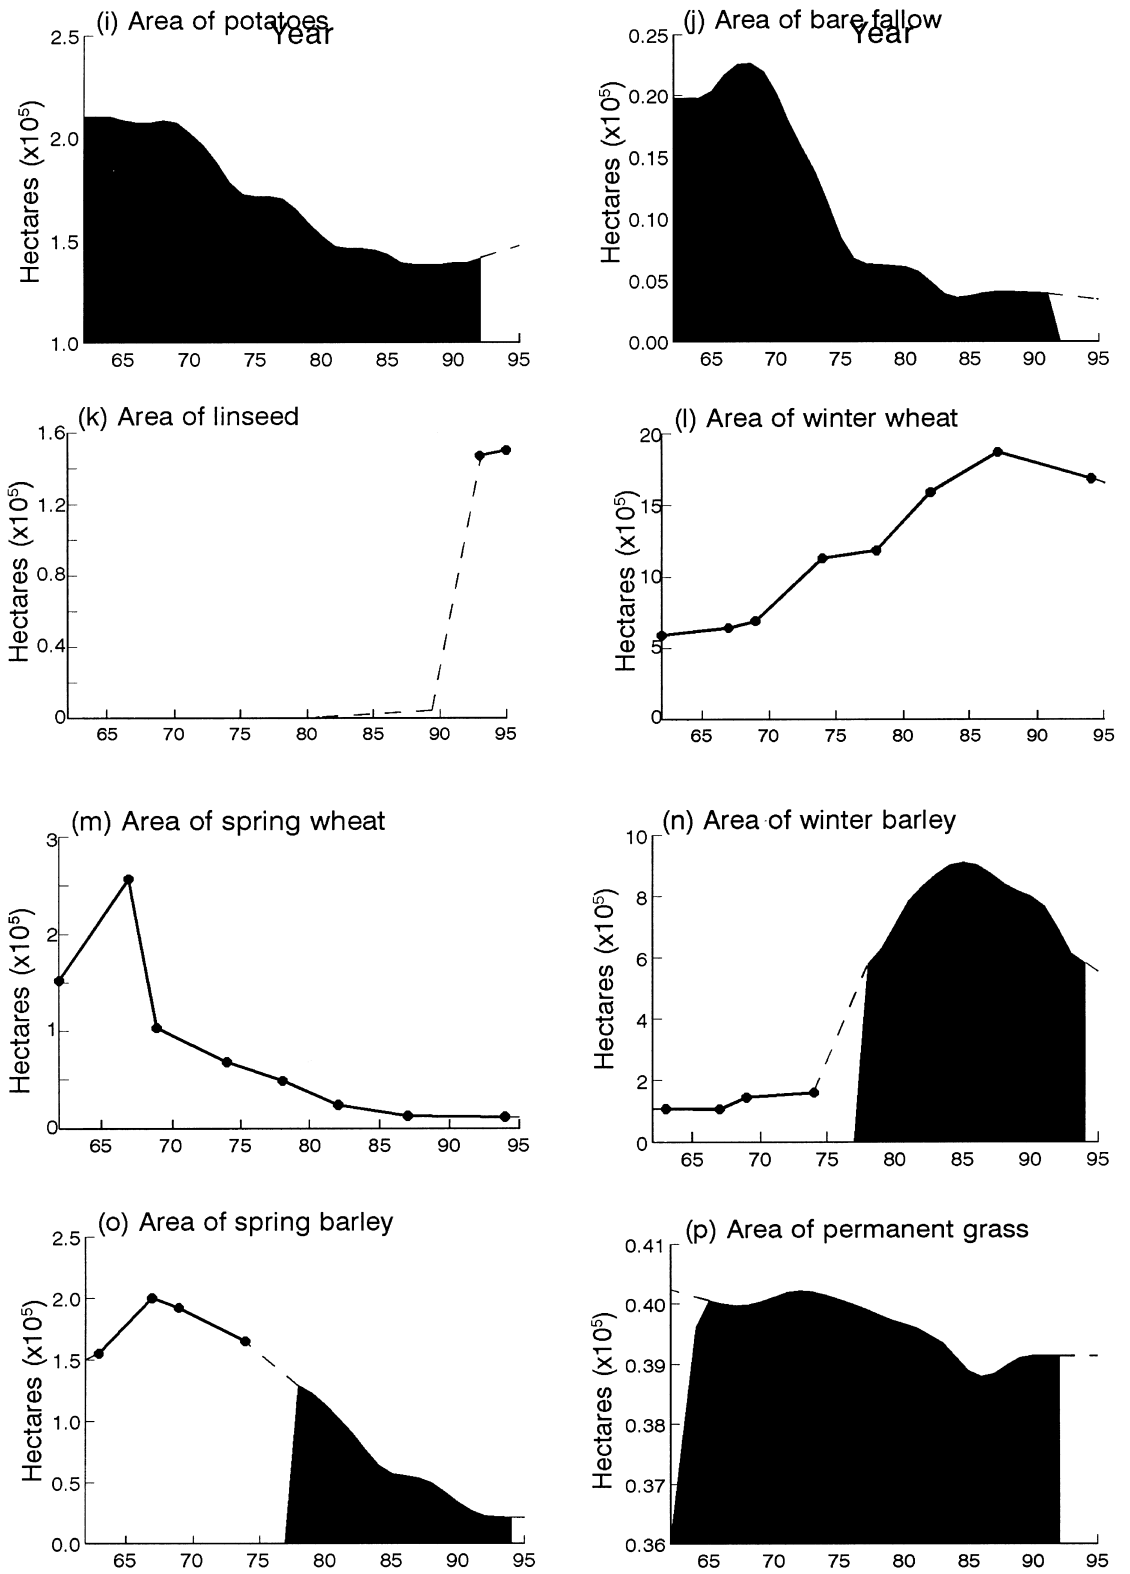 (i) Area of potatoes
Year
2.5
2.0
1.5
1.0
Hectares (x10⁵)
65 70 75 80 85 90 95
(j) Area of bare fallow
Year
0.25
0.20
0.15
0.10
0.05
0.00
Hectares (x10⁵)
65 70 75 80 85 90 95
(k) Area of linseed
1.6
1.2
0.8
0.4
0
Hectares (x10⁵)
65 70 75 80 85 90 95
(l) Area of winter wheat
20
15
10
5
0
Hectares (x10⁵)
65 70 75 80 85 90 95
(m) Area of spring wheat
3
2
1
0
Hectares (x10⁵)
65 70 75 80 85 90 95
(n) Area of winter barley
10
8
6
4
2
0
Hectares (x10⁵)
65 70 75 80 85 90 95
(o) Area of spring barley
2.5
2.0
1.5
1.0
0.5
0.0
Hectares (x10⁵)
65 70 75 80 85 90 95
(p) Area of permanent grass
0.41
0.40
0.39
0.38
0.37
0.36
Hectares (x10⁵)
65 70 75 80 85 90 95